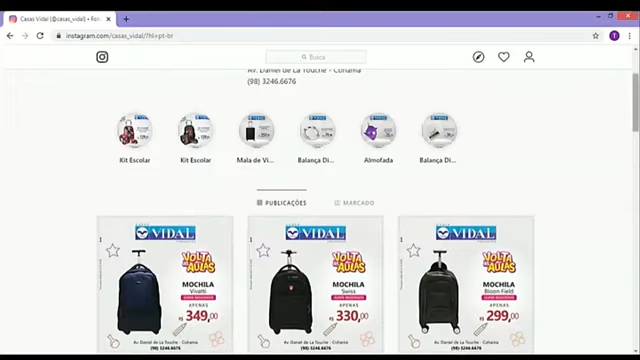 Casas Vidal (@casas_vidal) • Fot
instagram.com/casas_vidal/?hl=pt-br
T
Busca
Av. Daniel de La Touche - Cohama
(98) 3246.6676
Kit Escolar
Kit Escolar
Mala de Vi...
Balança Di...
Almofada
Balança Di...
PUBLICAÇÕES
MARCADO
VIDAL
VOLTA ÀS AULAS
MOCHILA
Vivatti
APENAS
R$ 349,00
Av. Daniel de La Touche - Cohama
(98) 3246.6676
VIDAL
VOLTA ÀS AULAS
MOCHILA
Swiss
APENAS
R$ 330,00
Av. Daniel de La Touche - Cohama
(98) 3246.6676
VIDAL
VOLTA ÀS AULAS
MOCHILA
Bloon Field
APENAS
R$ 299,00
Av. Daniel de La Touche - Cohama
(98) 3246.6676